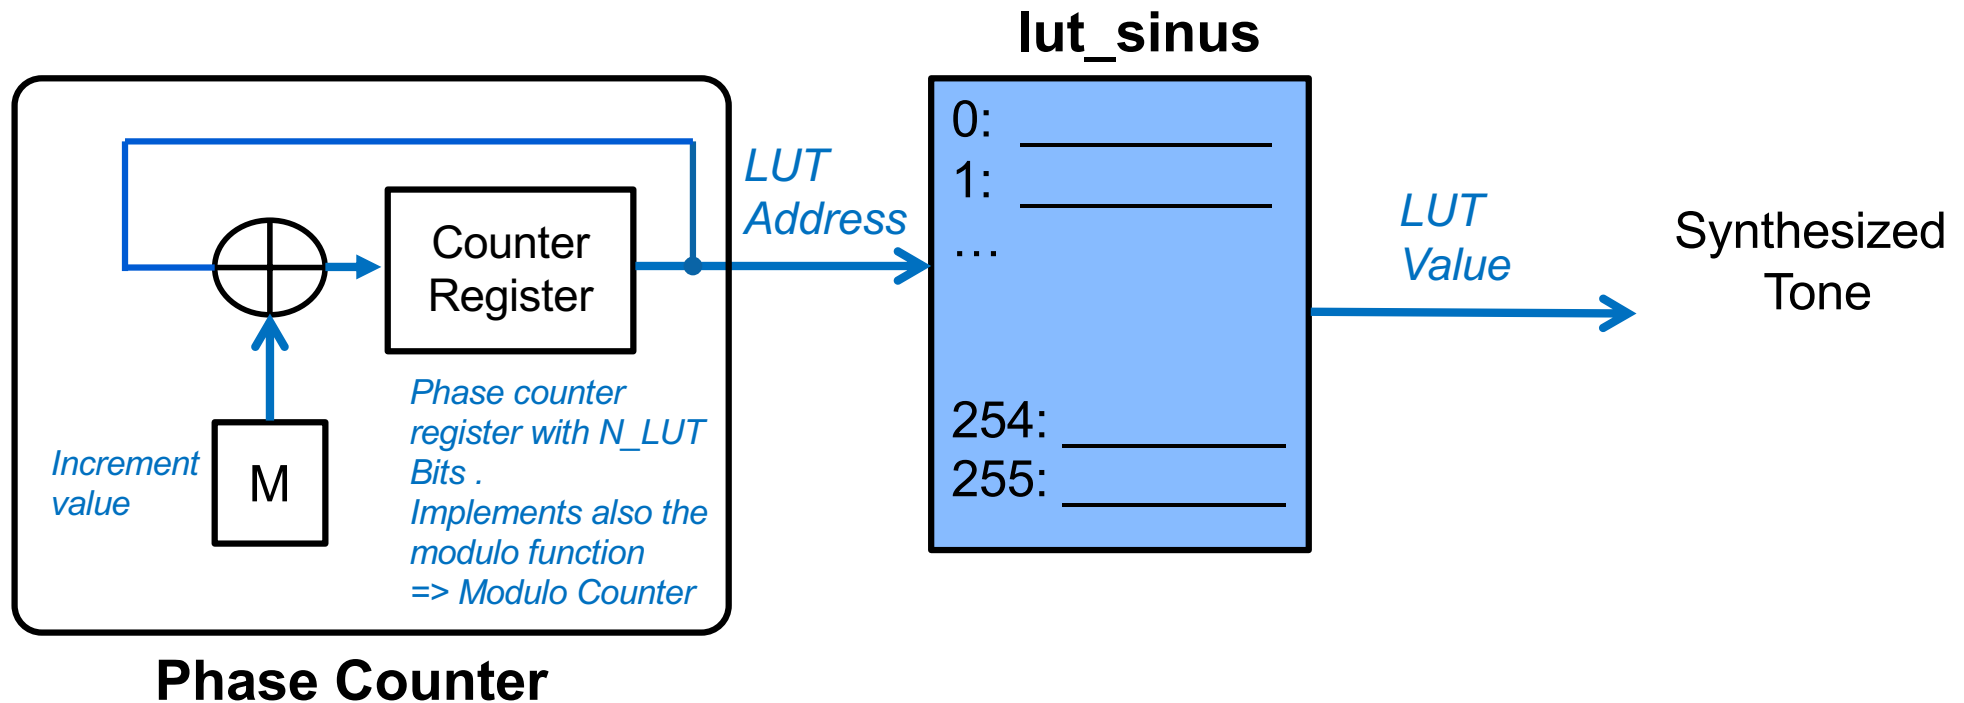 lut_sinus
0:
1:
…
254:
255:
LUT
Address
LUT
Value
Synthesized
Tone
Counter
Register
M
Increment
value
Phase counter
register with N_LUT
Bits .
Implements also the
modulo function
=> Modulo Counter
Phase Counter